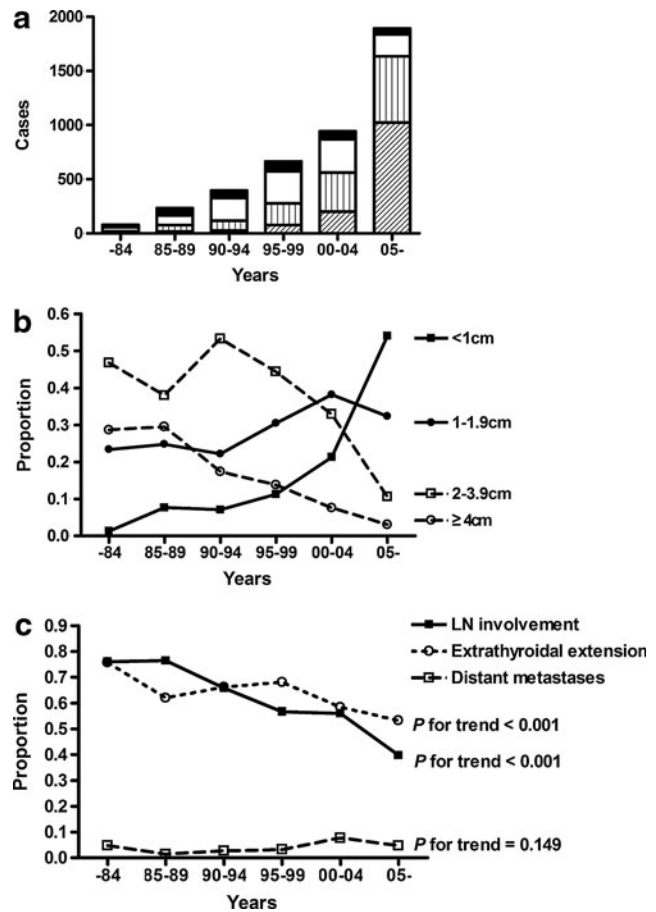 a
2000
1500
1000
500
0
Cases
-84 85-89 90-94 95-99 00-04 05-
Years
b
0.6
0.5
0.4
0.3
0.2
0.1
0.0
Proportion
<1cm
1-1.9cm
2-3.9cm
≥4cm
-84 85-89 90-94 95-99 00-04 05-
Years
c
0.9
0.8
0.7
0.6
0.5
0.4
0.3
0.2
0.1
0.0
Proportion
LN involvement
Extrathyroidal extension
Distant metastases
P for trend < 0.001
P for trend < 0.001
P for trend = 0.149
-84 85-89 90-94 95-99 00-04 05-
Years